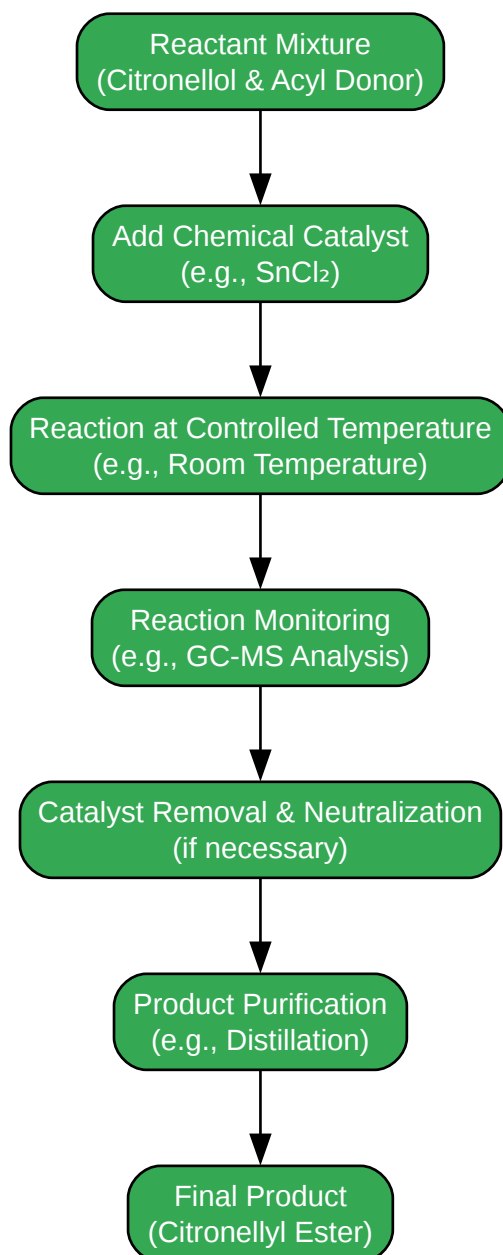 Reactant Mixture
(Citronellol & Acyl Donor)
Add Chemical Catalyst
(e.g., SnCl₂)
Reaction at Controlled Temperature
(e.g., Room Temperature)
Reaction Monitoring
(e.g., GC-MS Analysis)
Catalyst Removal & Neutralization
(if necessary)
Product Purification
(e.g., Distillation)
Final Product
(Citronellyl Ester)